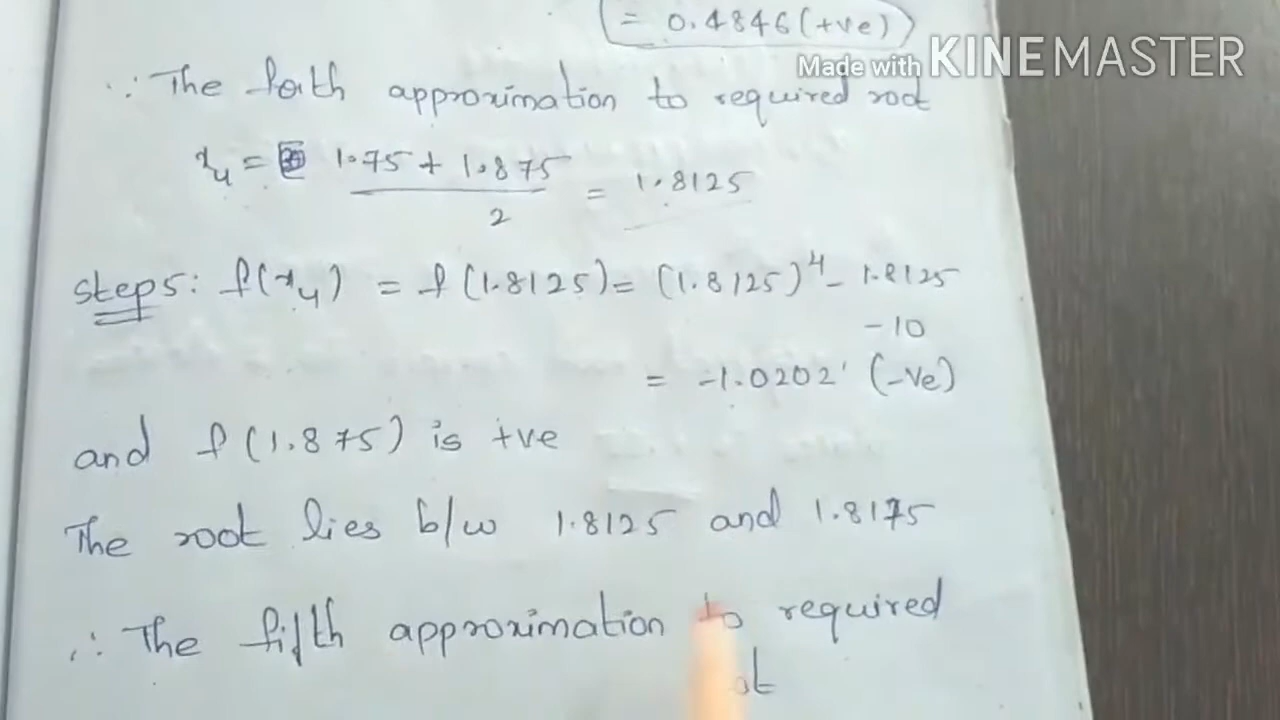 = 0.4846 (+ve)
Made with KINEMASTER
∴ The forth approximation to required root
x₄ = 1.75 + 1.875 / 2 = 1.8125
step5: f(x₄) = f(1.8125) = (1.8125)⁴ - 1.8125
-10
= -1.0202 (-ve)
and f(1.875) is +ve
The root lies b/w 1.8125 and 1.8175
∴ The fifth approximation to required